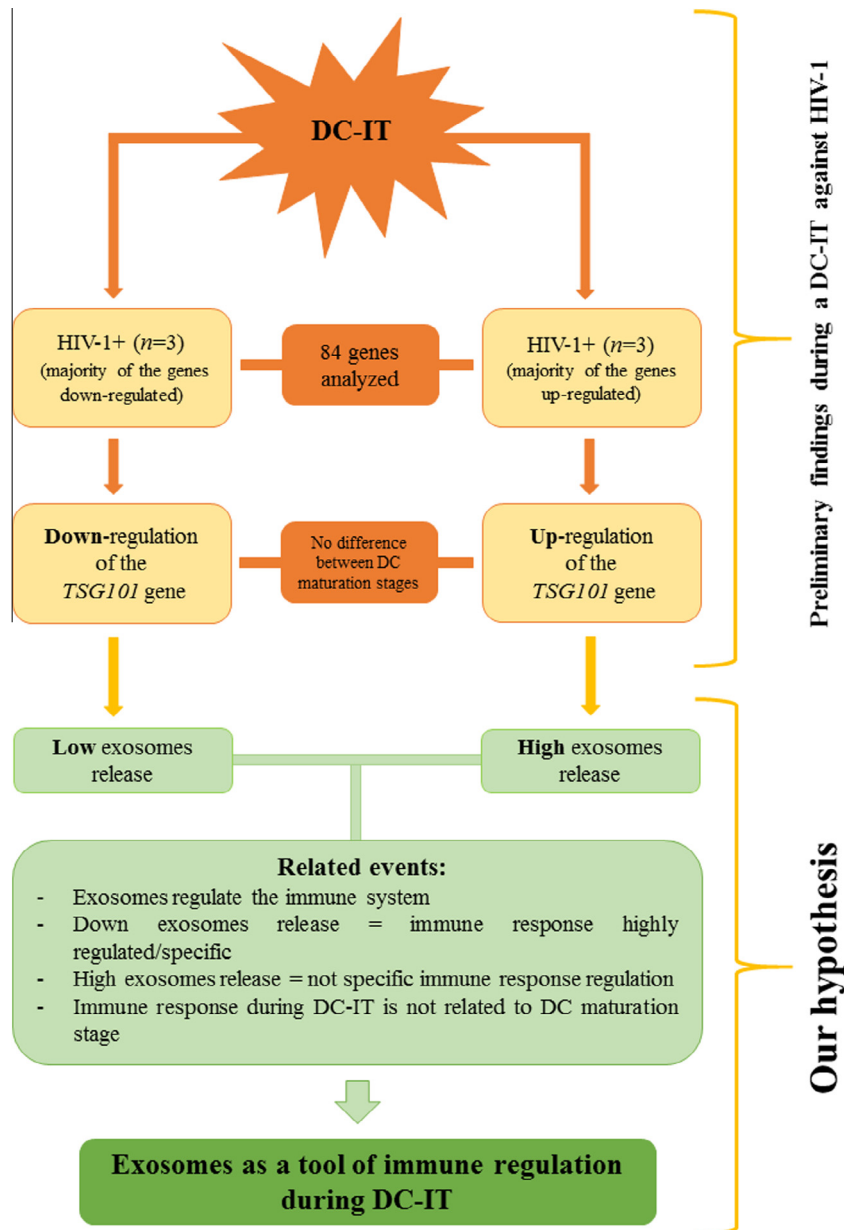 DC-IT
HIV-1+ (n=3)
(majority of the genes
down-regulated)
84 genes
analyzed
HIV-1+ (n=3)
(majority of the genes
up-regulated)
Down-regulation
of the
TSG101 gene
No difference
between DC
maturation stages
Up-regulation
of the
TSG101 gene
Preliminary findings during a DC-IT against HIV-1
Low exosomes
release
High exosomes
release
Related events:
- Exosomes regulate the immune system
- Down exosomes release = immune response highly
regulated/specific
- High exosomes release = not specific immune response regulation
- Immune response during DC-IT is not related to DC maturation
stage
Exosomes as a tool of immune regulation
during DC-IT
Our hypothesis